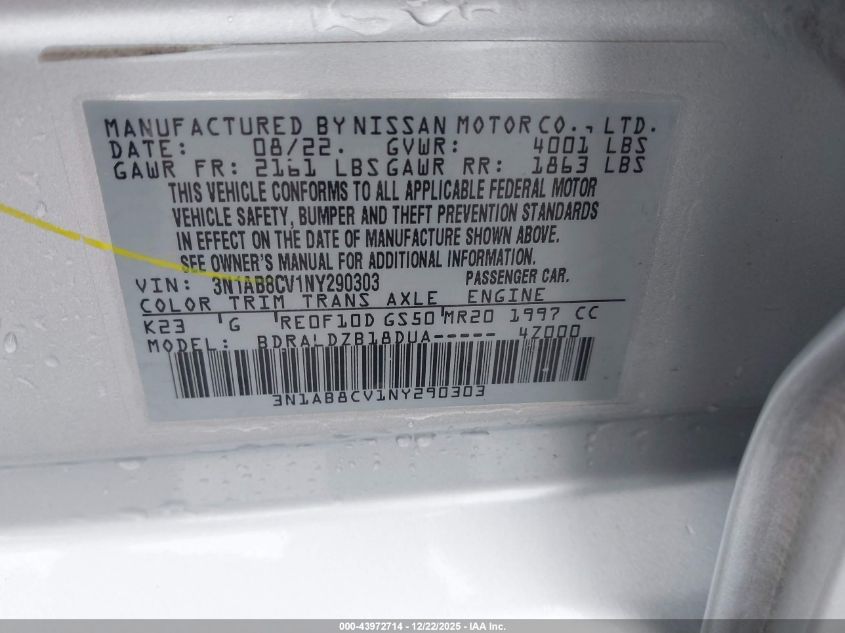 MANUFACTURED BY NISSAN MOTOR CO., LTD.
DATE: 08/22. GVWR: 4001 LBS
GAWR FR: 2161 LBS GAWR RR: 1863 LBS
THIS VEHICLE CONFORMS TO ALL APPLICABLE FEDERAL MOTOR
VEHICLE SAFETY, BUMPER AND THEFT PREVENTION STANDARDS
IN EFFECT ON THE DATE OF MANUFACTURE SHOWN ABOVE.
SEE OWNER'S MANUAL FOR ADDITIONAL INFORMATION.
VIN: 3N1AB8CV1NY290303 PASSENGER CAR.
COLOR TRIM TRANS AXLE ENGINE
K23 G RE0F10D GS50 MR20 1997 CC
MODEL: BDRALDZB18DUA----- 4Z000
3N1AB8CV1NY290303
000-43972714 - 12/22/2025 - IAA Inc.